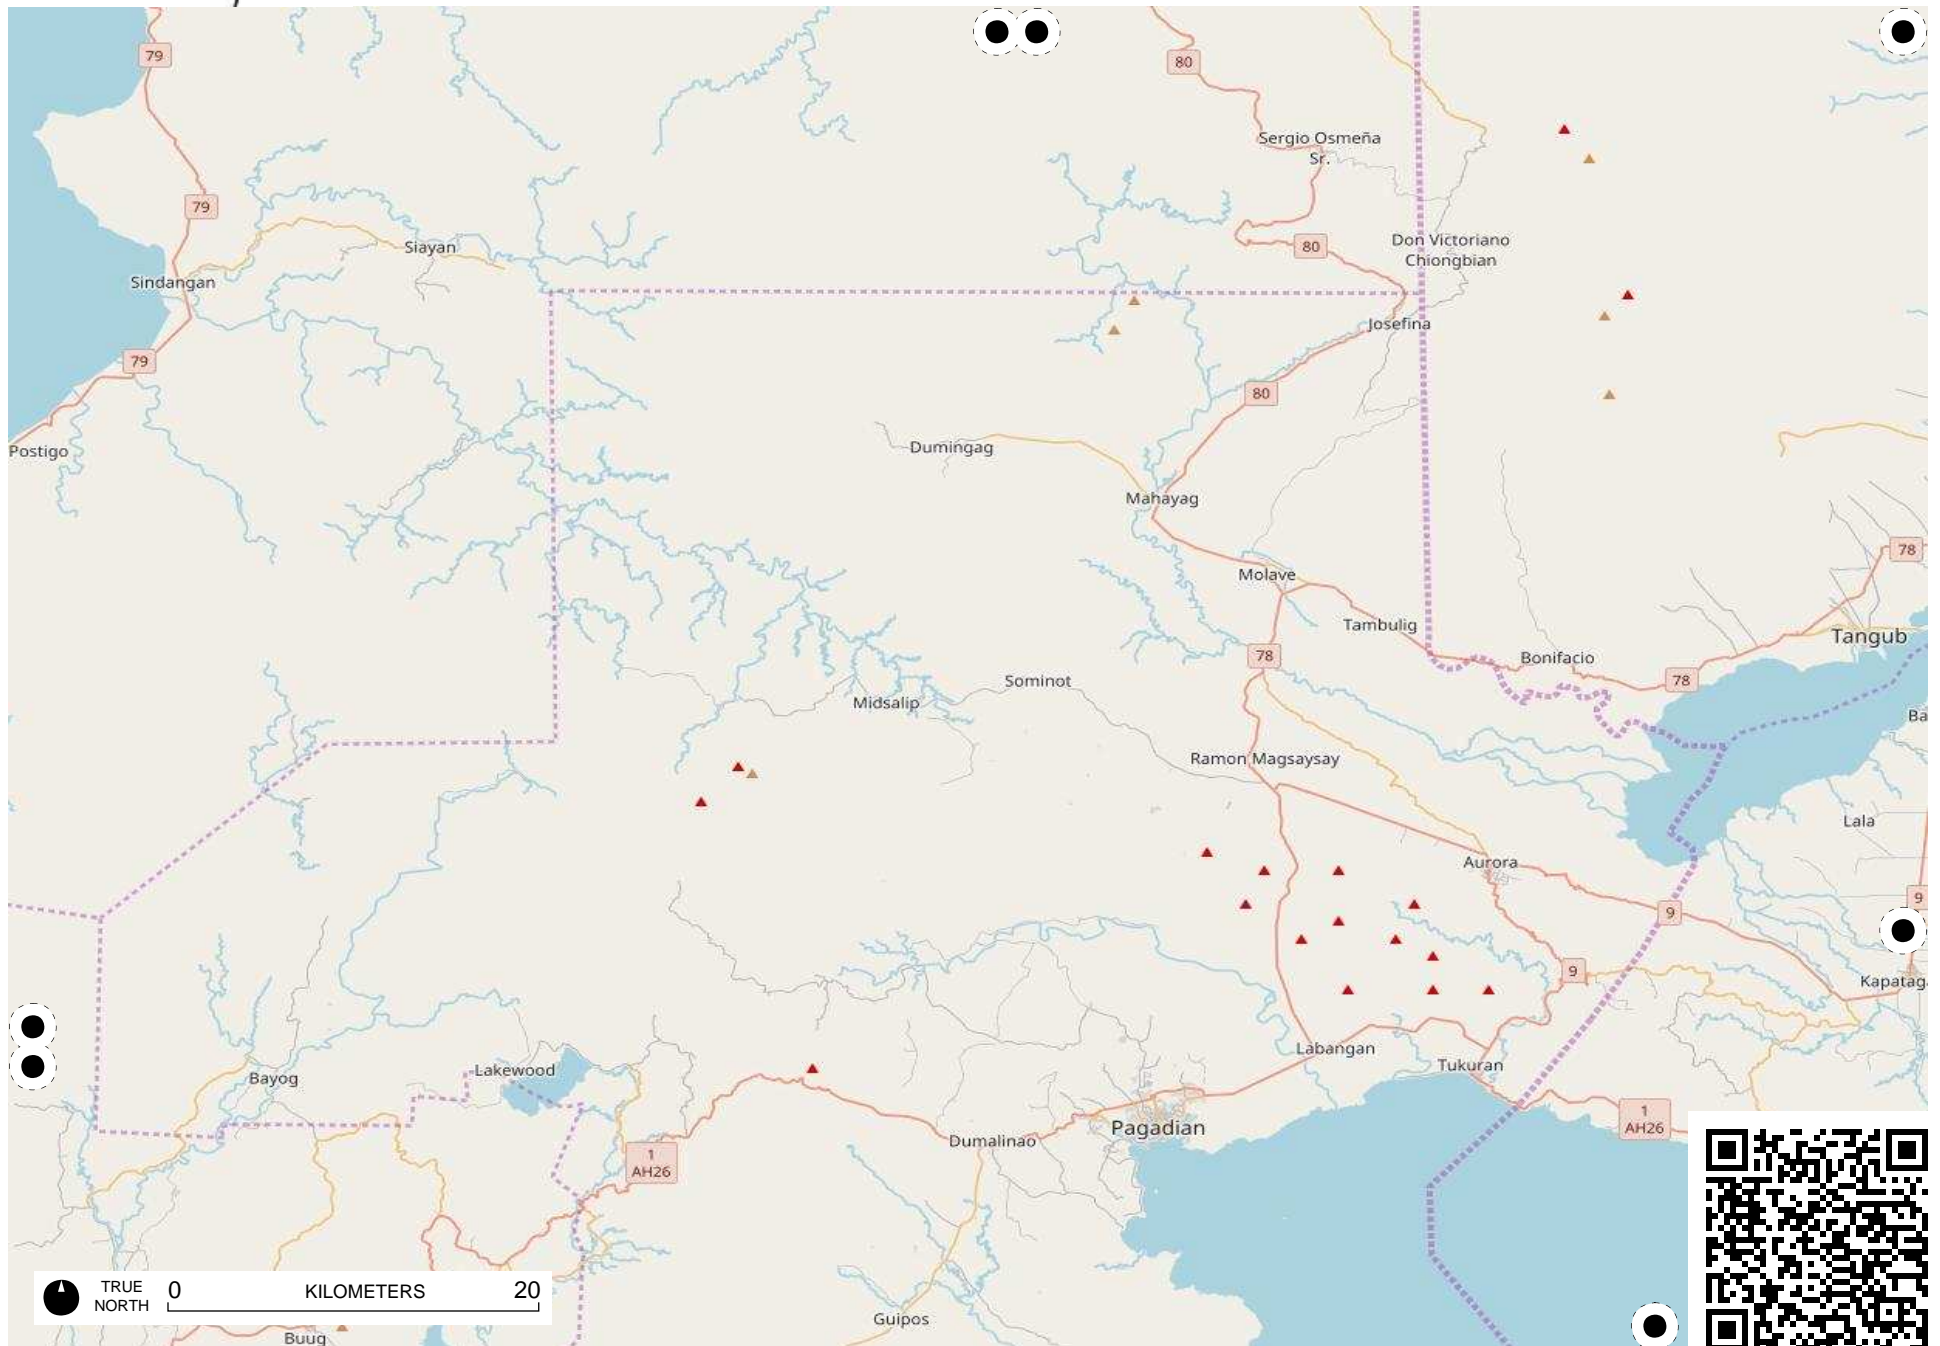 79
80
Sergio Osmeña
Sr.
79
Siayan
80
Don Victoriano
Chiongbian
Sindangan
Josefina
79
80
Postigo
Dumingag
Mahayag
78
Molave
Tambulig
Tangub
78
Bonifacio
Sominot
78
Midsalip
Ba
Ramon Magsaysay
Lala
Aurora
9
9
9
Kapatag
Labangan
Tukuran
Lakewood
Bayog
1
AH26
Pagadian
Dumalinao
1
AH26
TRUE
NORTH
0 KILOMETERS 20
Guipos
Buug